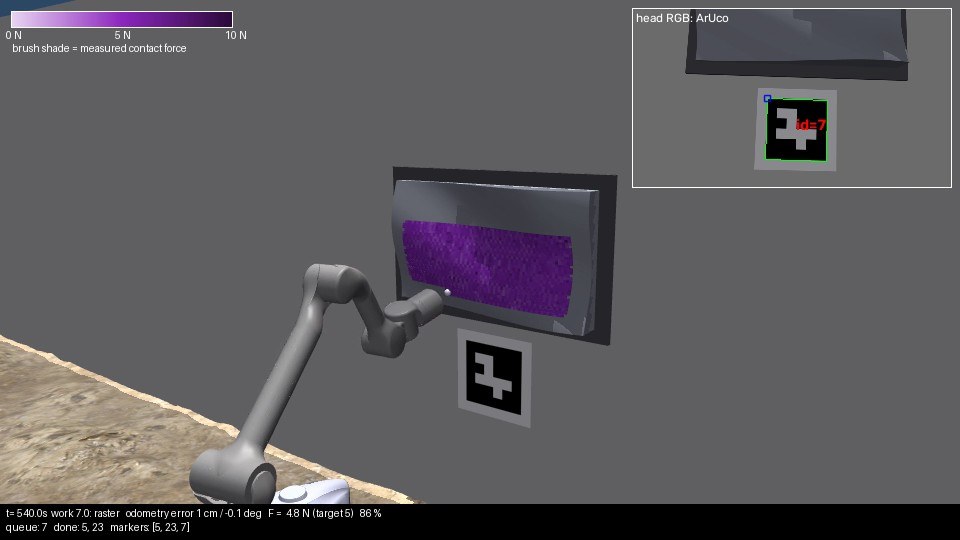 0 N 5 N 10 N
brush shade = measured contact force
head RGB: ArUco
id=7
t= 540.0s work 7.0: raster odometry error 1 cm / -0.1 deg F = 4.8 N (target 5) 86 %
queue: 7 done: 5, 23 markers: [5, 23, 7]